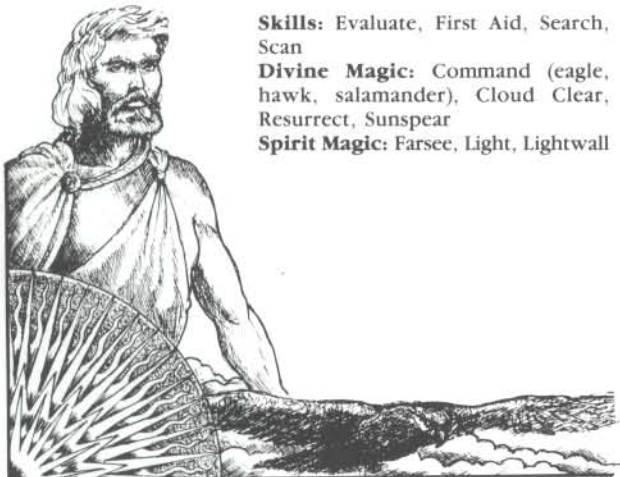 Skills: Evaluate, First Aid, Search,
Scan
Divine Magic: Command (eagle,
hawk, salamander), Cloud Clear,
Resurrect, Sunspear
Spirit Magic: Farsee, Light, Lightwall